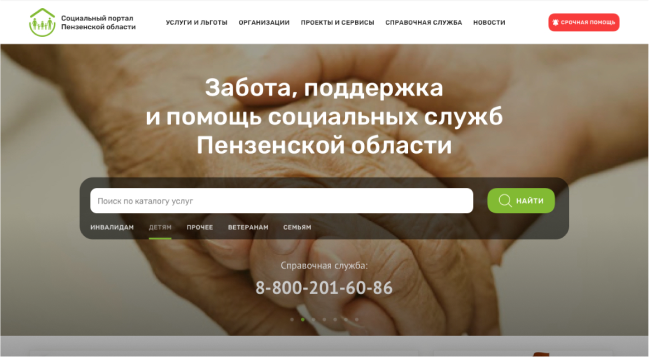 Социальный портал
Пензенской области
УСЛУГИ И ЛЬГОТЫ ОРГАНИЗАЦИИ ПРОЕКТЫ И СЕРВИСЫ СПРАВОЧНАЯ СЛУЖБА НОВОСТИ
СРОЧНАЯ ПОМОЩЬ
Забота, поддержка
и помощь социальных служб
Пензенской области
Поиск по каталогу услуг
НАЙТИ
ИНВАЛИДАМ ДЕТЯМ ПРОЧЕЕ ВЕТЕРАНАМ СЕМЬЯМ
Справочная служба:
8-800-201-60-86